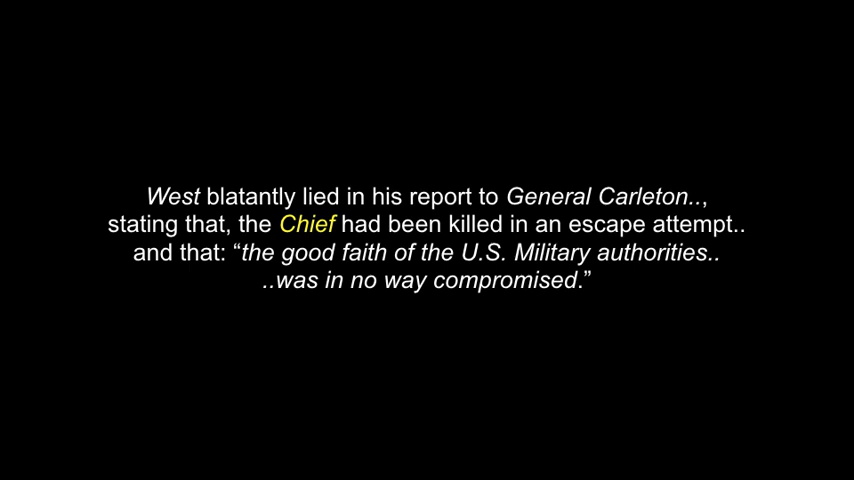 West blatantly lied in his report to General Carleton..,
stating that, the Chief had been killed in an escape attempt..
and that: “the good faith of the U.S. Military authorities..
..was in no way compromised.”